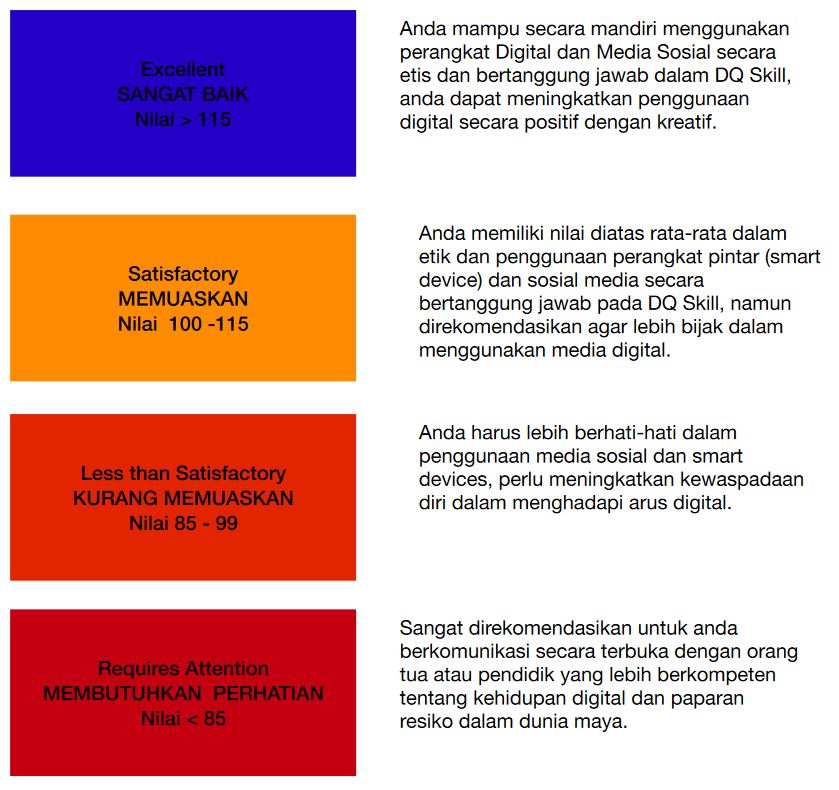 Excellent
SANGAT BAIK
Nilai > 115
Anda mampu secara mandiri menggunakan
perangkat Digital dan Media Sosial secara
etis dan bertanggung jawab dalam DQ Skill,
anda dapat meningkatkan penggunaan
digital secara positif dengan kreatif.
Satisfactory
MEMUASKAN
Nilai  100 -115
Anda memiliki nilai diatas rata-rata dalam
etik dan penggunaan perangkat pintar (smart
device) dan sosial media secara
bertanggung jawab pada DQ Skill, namun
direkomendasikan agar lebih bijak dalam
menggunakan media digital.
Less than Satisfactory
KURANG MEMUASKAN
Nilai 85 - 99
Anda harus lebih berhati-hati dalam
penggunaan media sosial dan smart
devices, perlu meningkatkan kewaspadaan
diri dalam menghadapi arus digital.
Requires Attention
MEMBUTUHKAN  PERHATIAN
Nilai < 85
Sangat direkomendasikan untuk anda
berkomunikasi secara terbuka dengan orang
tua atau pendidik yang lebih berkompeten
tentang kehidupan digital dan paparan
resiko dalam dunia maya.